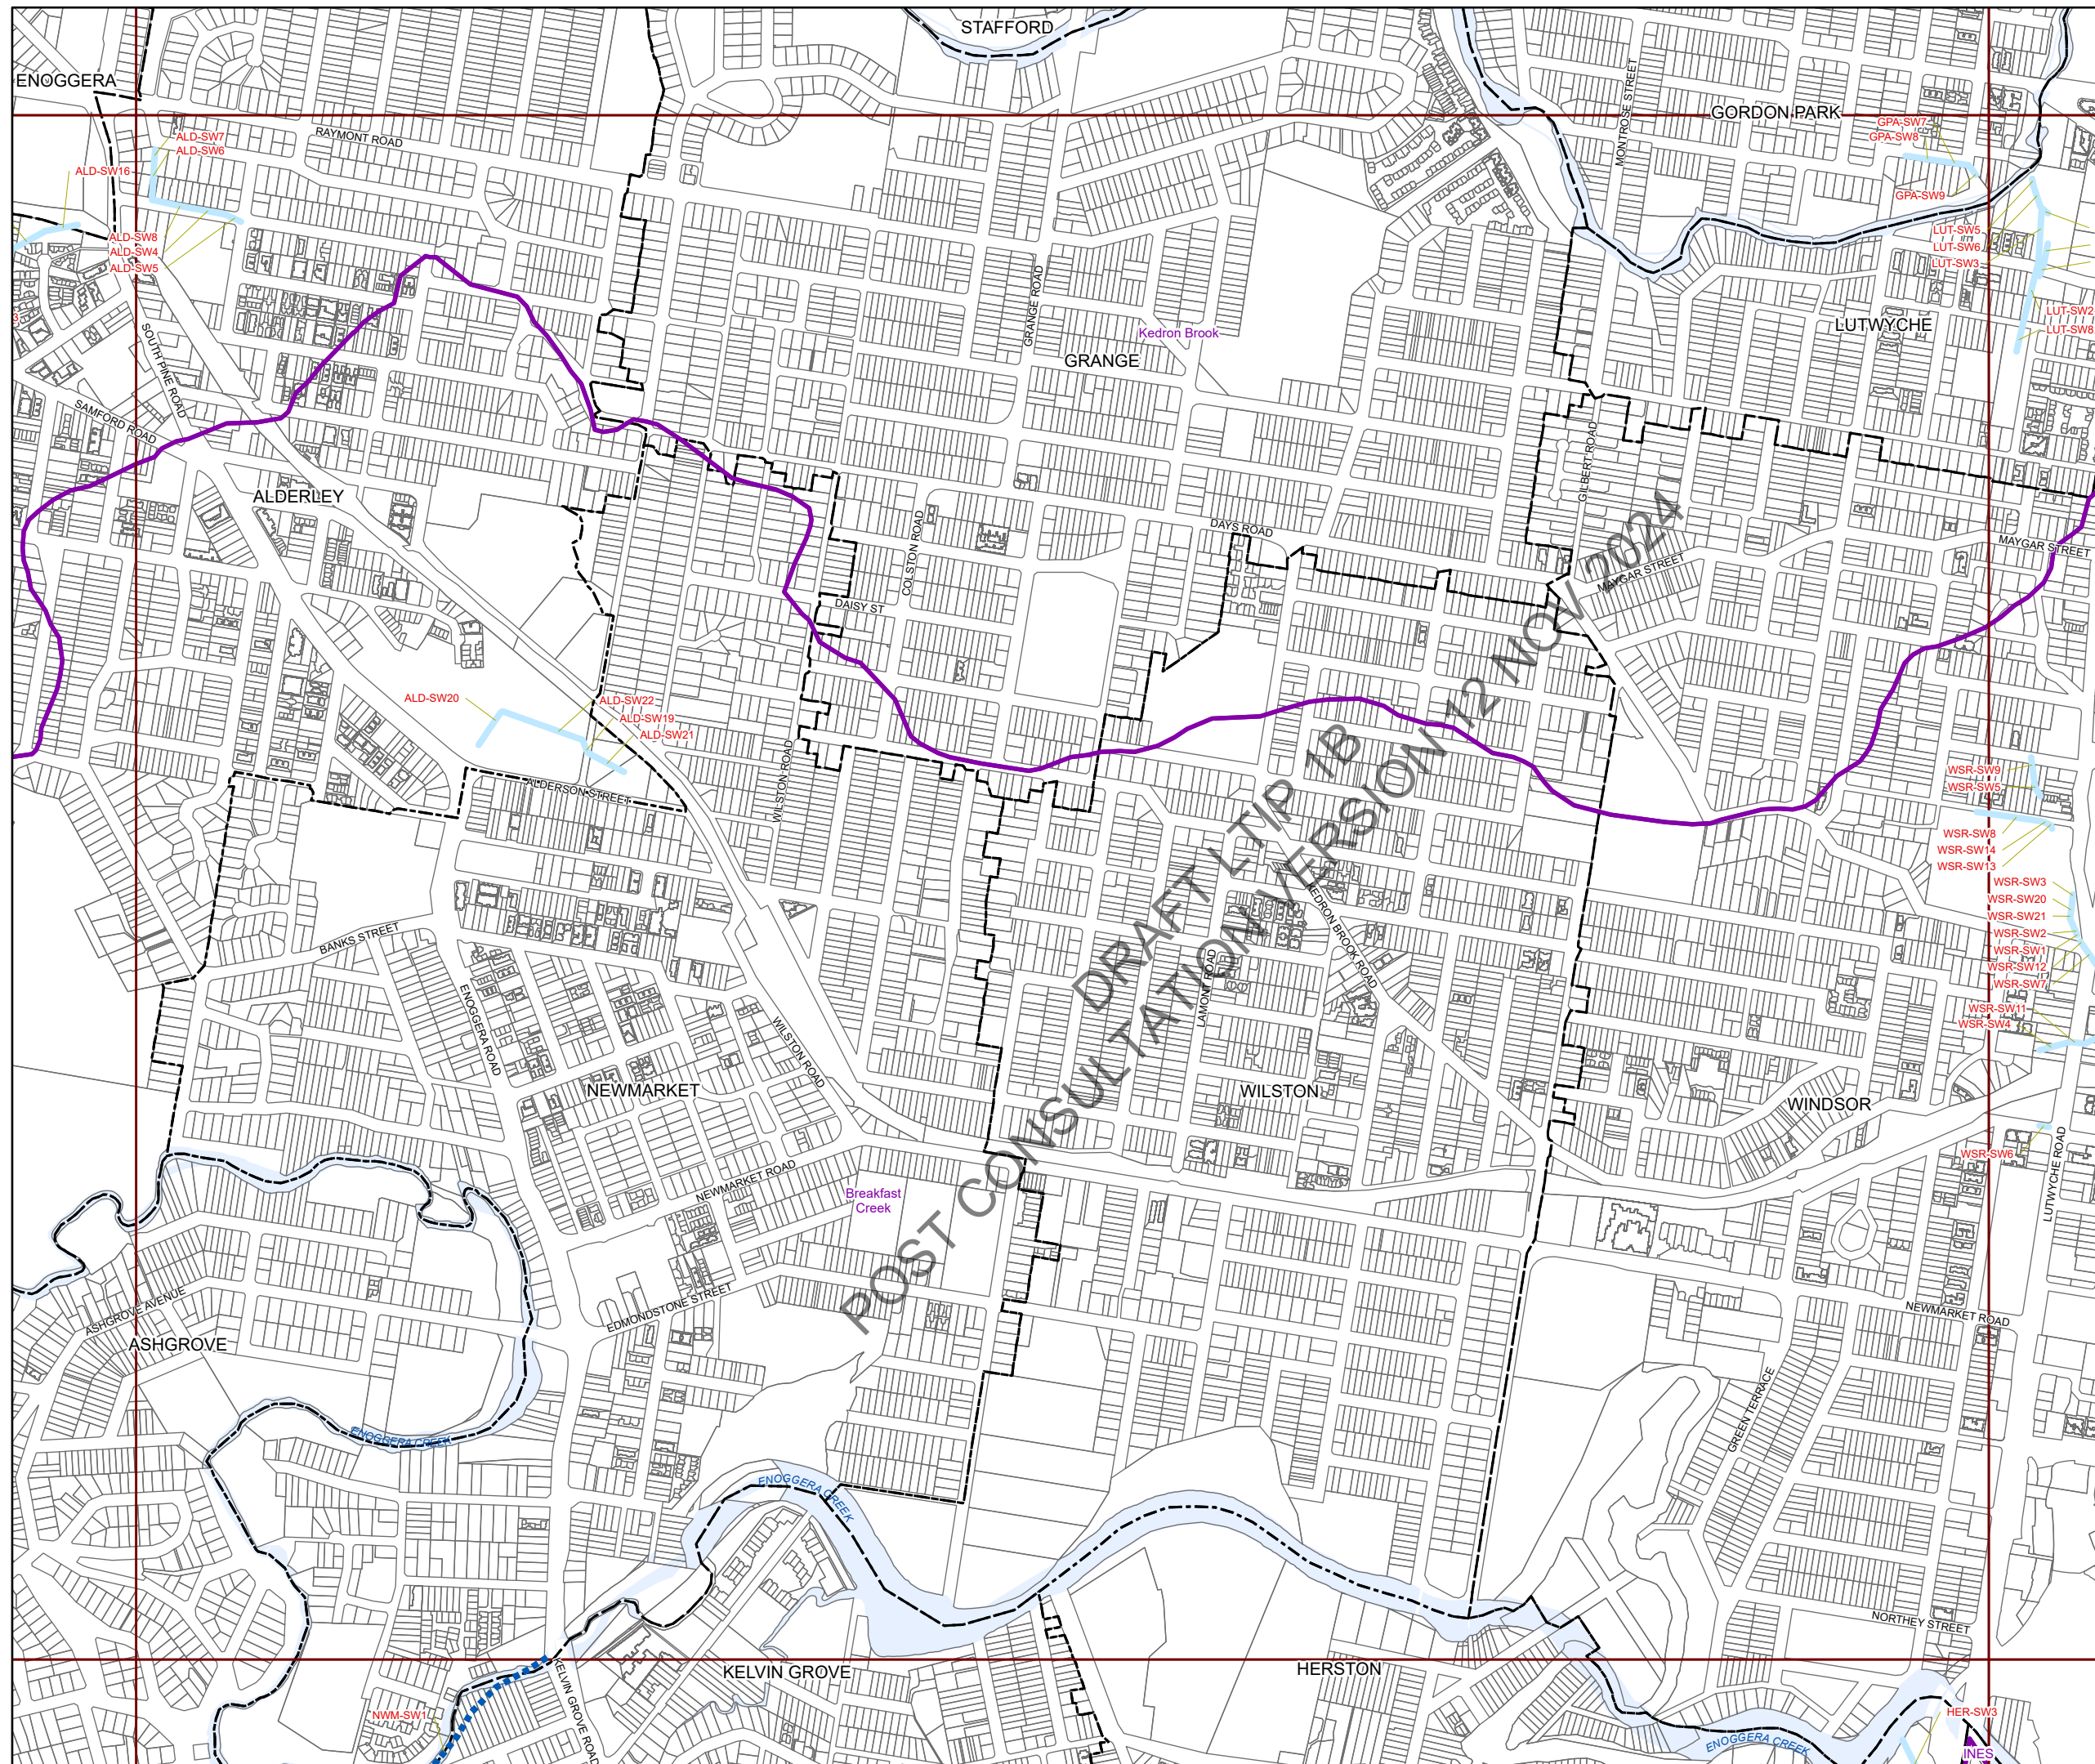 STAFFORD
ENOGGERA
MONTROSE STREET
GORDON PARK
GPA-SW7
RAYMONT ROAD
ALD-SW7
GPA-SW8
ALD-SW6
ALD-SW16
GPA-SW9
LUT-SW5
ALD-SW8
LUT-SW6
ALD-SW4
LUT-SW3
ALD-SW5
GRANGE ROAD
LUT-SW2
3
LUTWYCHE
LUT-SW8
Kedron Brook
GRANGE
SOUTH PINE ROAD
SAMFORD ROAD
GILBERT ROAD
ALDERLEY
DAYS ROAD
MAYGAR STREET
COLSTON ROAD
MAYGAR STREET
DAISY ST
ALD-SW20
ALD-SW22
ALD-SW19
ALD-SW21
WSR-SW9
WILSTON ROAD
WSR-SW5
ALDERSON STREET
WSR-SW8
WSR-SW14
WSR-SW13
WSR-SW3
WSR-SW20
KEDRON BROOK ROAD
WSR-SW21
WSR-SW2
BANKS STREET
WSR-SW1
WSR-SW12
WSR-SW7
LAMONT ROAD
WSR-SW11
ENOGGERA ROAD
WSR-SW4
WILSTON ROAD
NEWMARKET
WILSTON
WINDSOR
DRAFT LTIP 1B
POST CONSULTATION VERSION 12 NOV 2024
WSR-SW6
LUTWYCHE ROAD
NEWMARKET ROAD
Breakfast
Creek
ASHGROVE AVENUE
EDMONDSTONE STREET
NEWMARKET ROAD
ASHGROVE
GREEN TERRACE
ENOGGERA CREEK
ENOGGERA CREEK
NORTHEY STREET
KELVIN GROVE
HERSTON
KELVIN GROVE ROAD
NWM-SW1
HER-SW3
ENOGGERA CREEK
INES